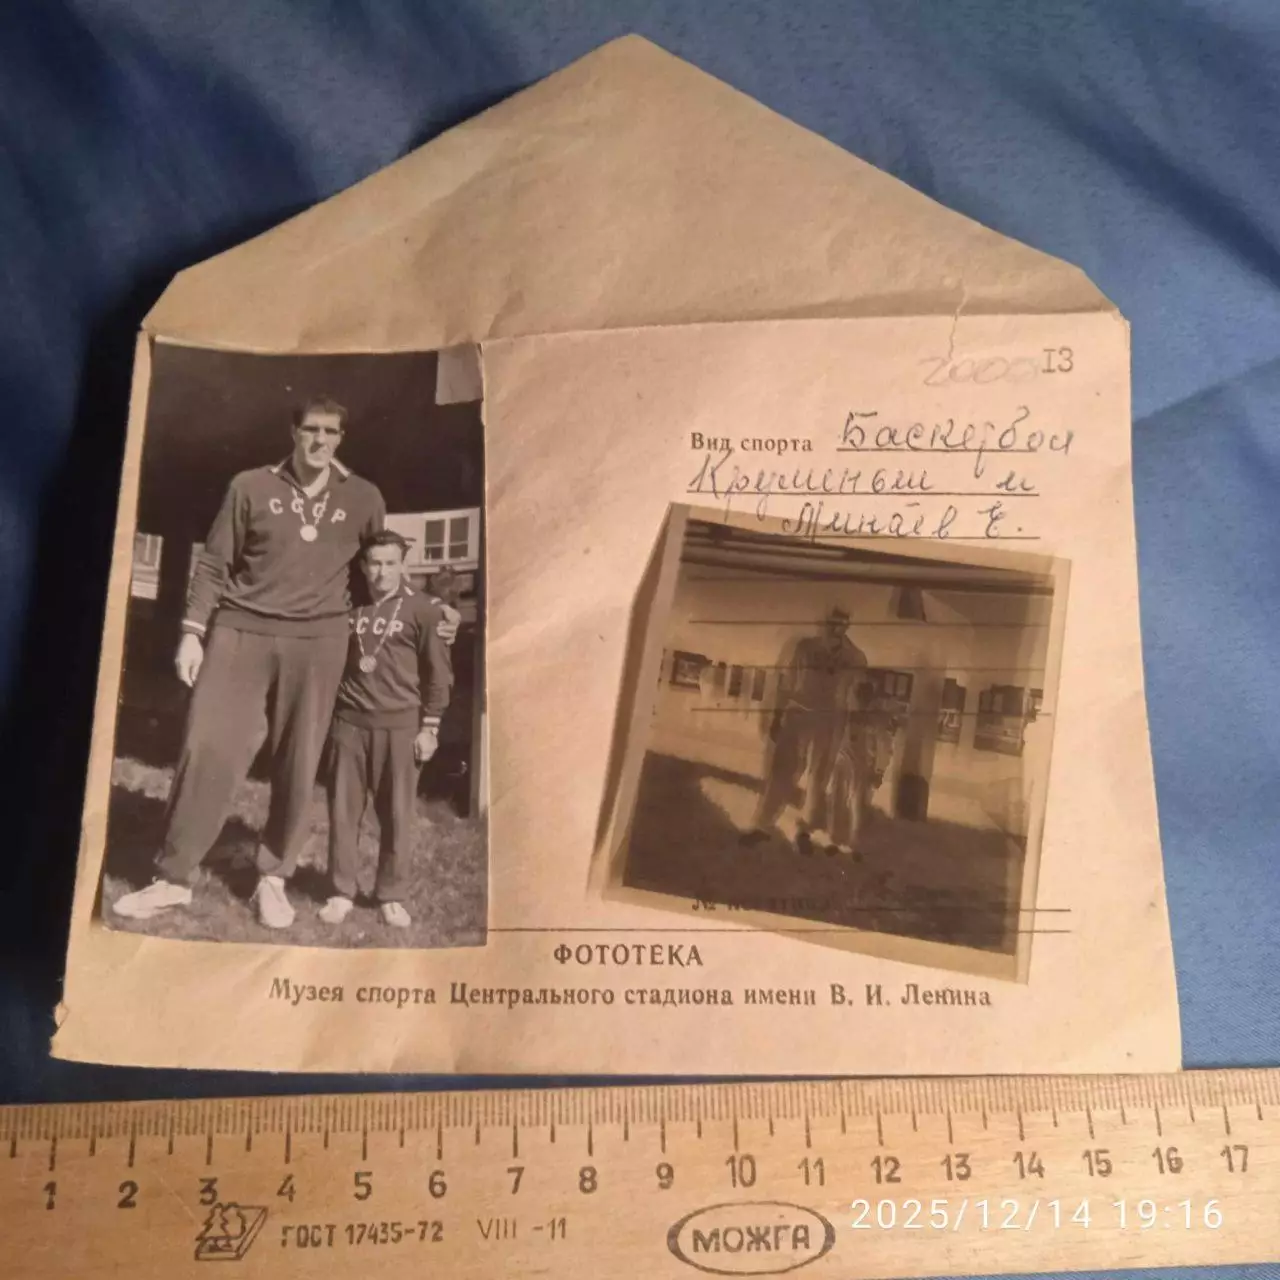 13
Вид спорта Баскетбол
Круминьш и
Минаев Е.
СССР
СССР
ФОТОТЕКА
Музея спорта Центрального стадиона имени В. И. Ленина
1 2 3 4 5 6 7 8 9 10 11 12 13 14 15 16 17
ГОСТ 17435-72 VIII -11
МОЖГА
2025/12/14 19:16